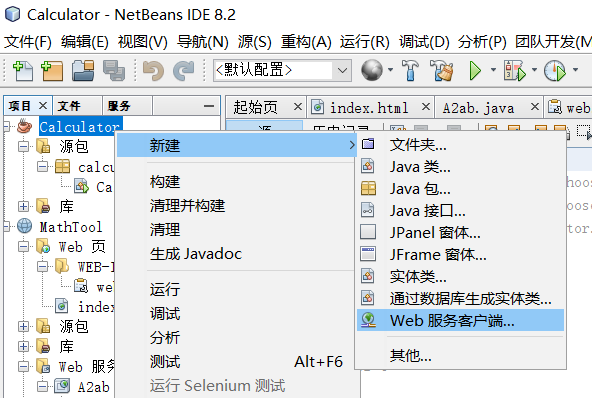 Calculator - NetBeans IDE 8.2
文件(F) 编辑(E) 视图(V) 导航(N) 源(S) 重构(A) 运行(R) 调试(D) 分析(P) 团队开发(M
<默认配置>
项目 × 文件 服务
起始页 × index.html × A2ab.java × web
Calculator
源 历史记录
源包
calcu
Ca
库
MathTool
Web 页
WEB-I
we
index
源包
库
Web 服务
A2ab
新建
构建
清理并构建
清理
生成 Javadoc
运行
调试
分析
测试 Alt+F6
运行 Selenium 测试
文件夹...
Java 类...
Java 包...
Java 接口...
JPanel 窗体...
JFrame 窗体...
实体类...
通过数据库生成实体类...
Web 服务客户端...
其他...
hoos
oose
tor.